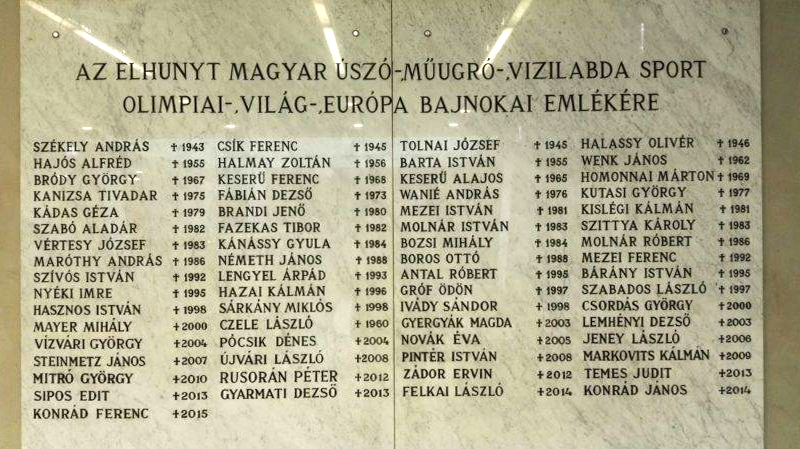 AZ ELHUNYT MAGYAR ÚSZÓ-,MŰUGRÓ-,VIZILABDA SPORT
OLIMPIAI-,VILÁG-,EURÓPA BAJNOKAI EMLÉKÉRE
SZÉKELY ANDRÁS ✝ 1943 CSÍK FERENC ✝ 1945 TOLNAI JÓZSEF ✝ 1945 HALASSY OLIVÉR ✝ 1946
HAJÓS ALFRÉD ✝ 1955 HALMAY ZOLTÁN ✝ 1956 BARTA ISTVÁN ✝ 1955 WENK JÁNOS ✝ 1962
BRÓDY GYÖRGY ✝ 1967 KESERŰ FERENC ✝ 1968 KESERŰ ALAJOS ✝ 1965 HOMONNAI MÁRTON ✝ 1969
KANIZSA TIVADAR ✝ 1975 FÁBIÁN DEZSŐ ✝ 1973 WANIÉ ANDRÁS ✝ 1976 KUTASI GYÖRGY ✝ 1977
KÁDAS GÉZA ✝ 1979 BRANDI JENŐ ✝ 1980 MEZEI ISTVÁN ✝ 1981 KISLÉGI KÁLMÁN ✝ 1981
SZABÓ ALADÁR ✝ 1982 FAZEKAS TIBOR ✝ 1982 MOLNÁR ISTVÁN ✝ 1983 SZITTYA KÁROLY ✝ 1983
VÉRTESY JÓZSEF ✝ 1983 KÁNÁSSY GYULA ✝ 1984 BOZSI MIHÁLY ✝ 1984 MOLNÁR RÓBERT ✝ 1986
MARÓTHY ANDRÁS ✝ 1986 NÉMETH JÁNOS ✝ 1988 BOROS OTTÓ ✝ 1988 MEZEI FERENC ✝ 1992
SZÍVÓS ISTVÁN ✝ 1992 LENGYEL ÁRPÁD ✝ 1993 ANTAL RÓBERT ✝ 1995 BÁRÁNY ISTVÁN ✝ 1995
NYÉKI IMRE ✝ 1995 HAZAI KÁLMÁN ✝ 1996 GRÓF ÖDÖN ✝ 1997 SZABADOS LÁSZLÓ ✝ 1997
HASZNOS ISTVÁN ✝ 1998 SÁRKÁNY MIKLÓS ✝ 1998 IVÁDY SÁNDOR ✝ 1998 CSORDÁS GYÖRGY ✝ 2000
MAYER MIHÁLY ✝ 2000 CZELE LÁSZLÓ ✝ 1960 GYERGYÁK MAGDA ✝ 2003 LEMHÉNYI DEZSŐ ✝ 2003
VÍZVÁRI GYÖRGY ✝ 2004 PÓCSIK DÉNES ✝ 2004 NOVÁK ÉVA ✝ 2005 JENEY LÁSZLÓ ✝ 2006
STEINMETZ JÁNOS ✝ 2007 ÚJVÁRI LÁSZLÓ ✝ 2008 PINTÉR ISTVÁN ✝ 2008 MARKOVITS KÁLMÁN ✝ 2009
MITRÓ GYÖRGY ✝ 2010 RUSORÁN PÉTER ✝ 2012 ZÁDOR ERVIN ✝ 2012 TEMES JUDIT ✝ 2013
SIPOS EDIT ✝ 2013 GYARMATI DEZSŐ ✝ 2013 FELKAI LÁSZLÓ ✝ 2014 KONRÁD JÁNOS ✝ 2014
KONRÁD FERENC ✝ 2015